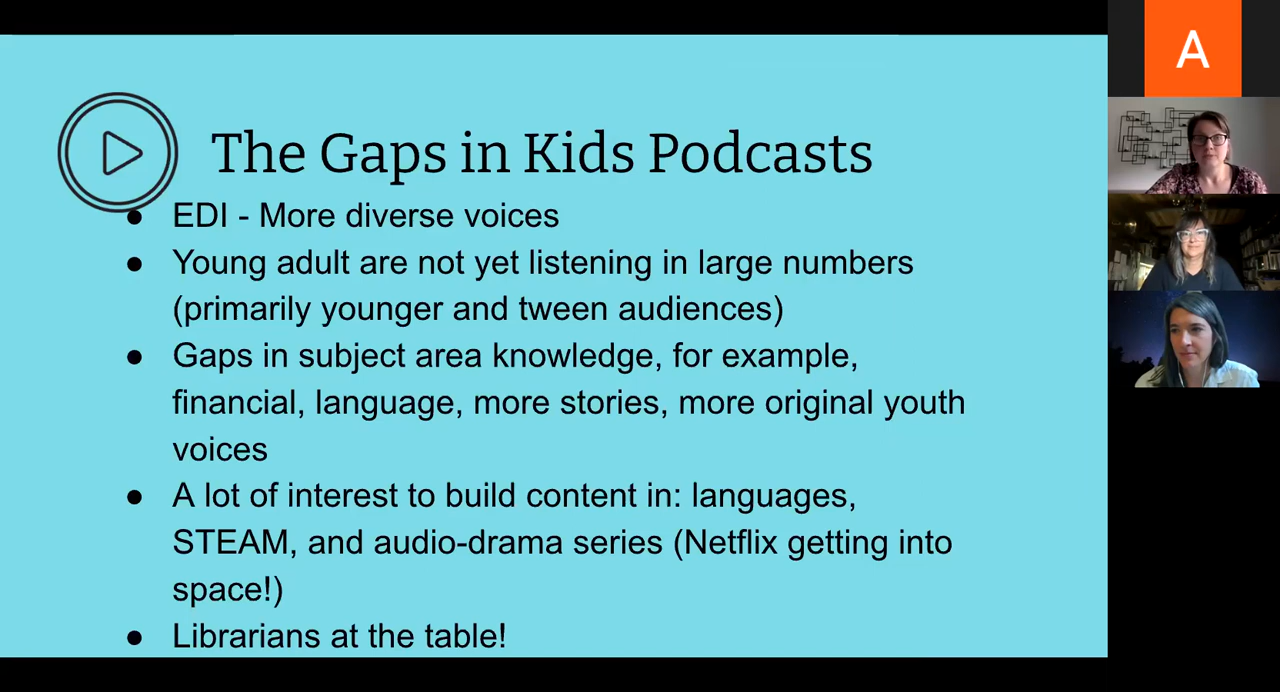 The Gaps in Kids Podcasts
● EDI - More diverse voices
● Young adult are not yet listening in large numbers
(primarily younger and tween audiences)
● Gaps in subject area knowledge, for example,
financial, language, more stories, more original youth
voices
● A lot of interest to build content in: languages,
STEAM, and audio-drama series (Netflix getting into
space!)
● Librarians at the table!
A